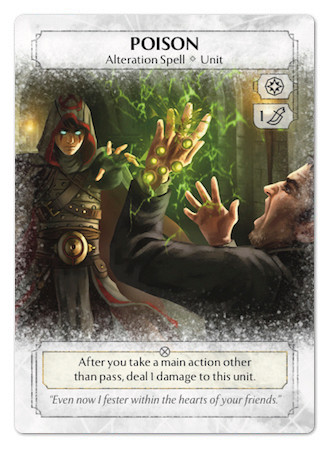 POISON
Alteration Spell ※ Unit
1
After you take a main action other
than pass, deal 1 damage to this unit.
"Even now I fester within the hearts of your friends."